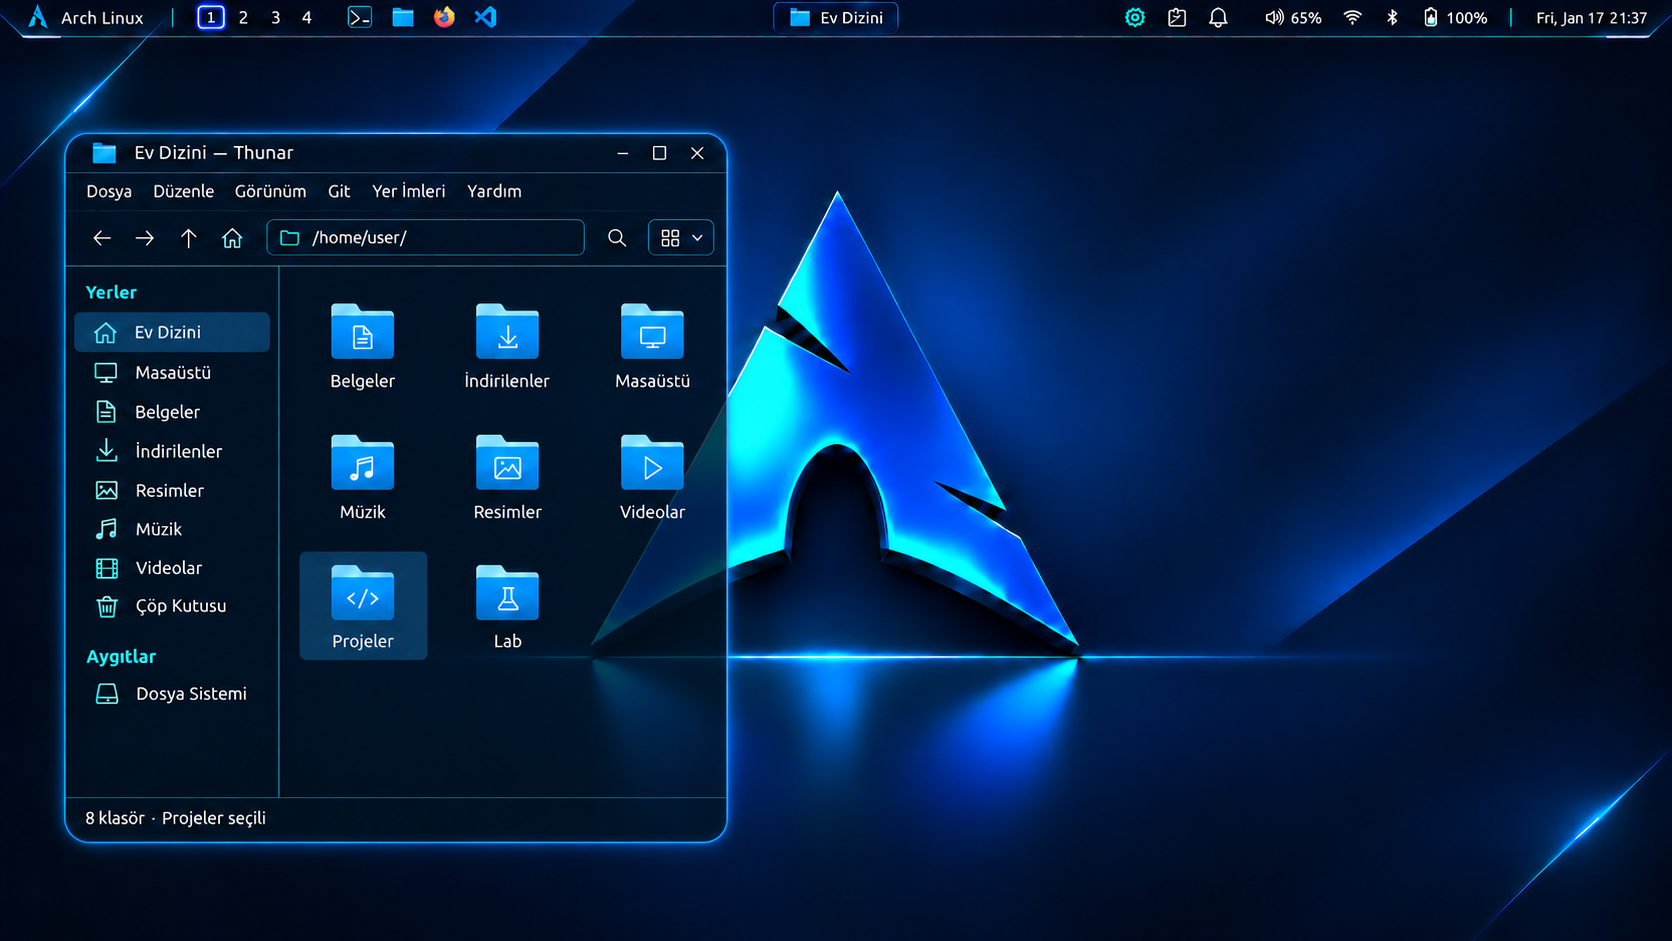 Arch Linux
1 2 3 4
Ev Dizini
65%
100%
Fri, Jan 17 21:37
Ev Dizini — Thunar
Dosya Düzenle Görünüm Git Yer İmleri Yardım
/home/user/
Yerler
Ev Dizini
Masaüstü
Belgeler
İndirilenler
Resimler
Müzik
Videolar
Çöp Kutusu
Aygıtlar
Dosya Sistemi
Belgeler İndirilenler Masaüstü
Müzik Resimler Videolar
Projeler Lab
8 klasör · Projeler seçili